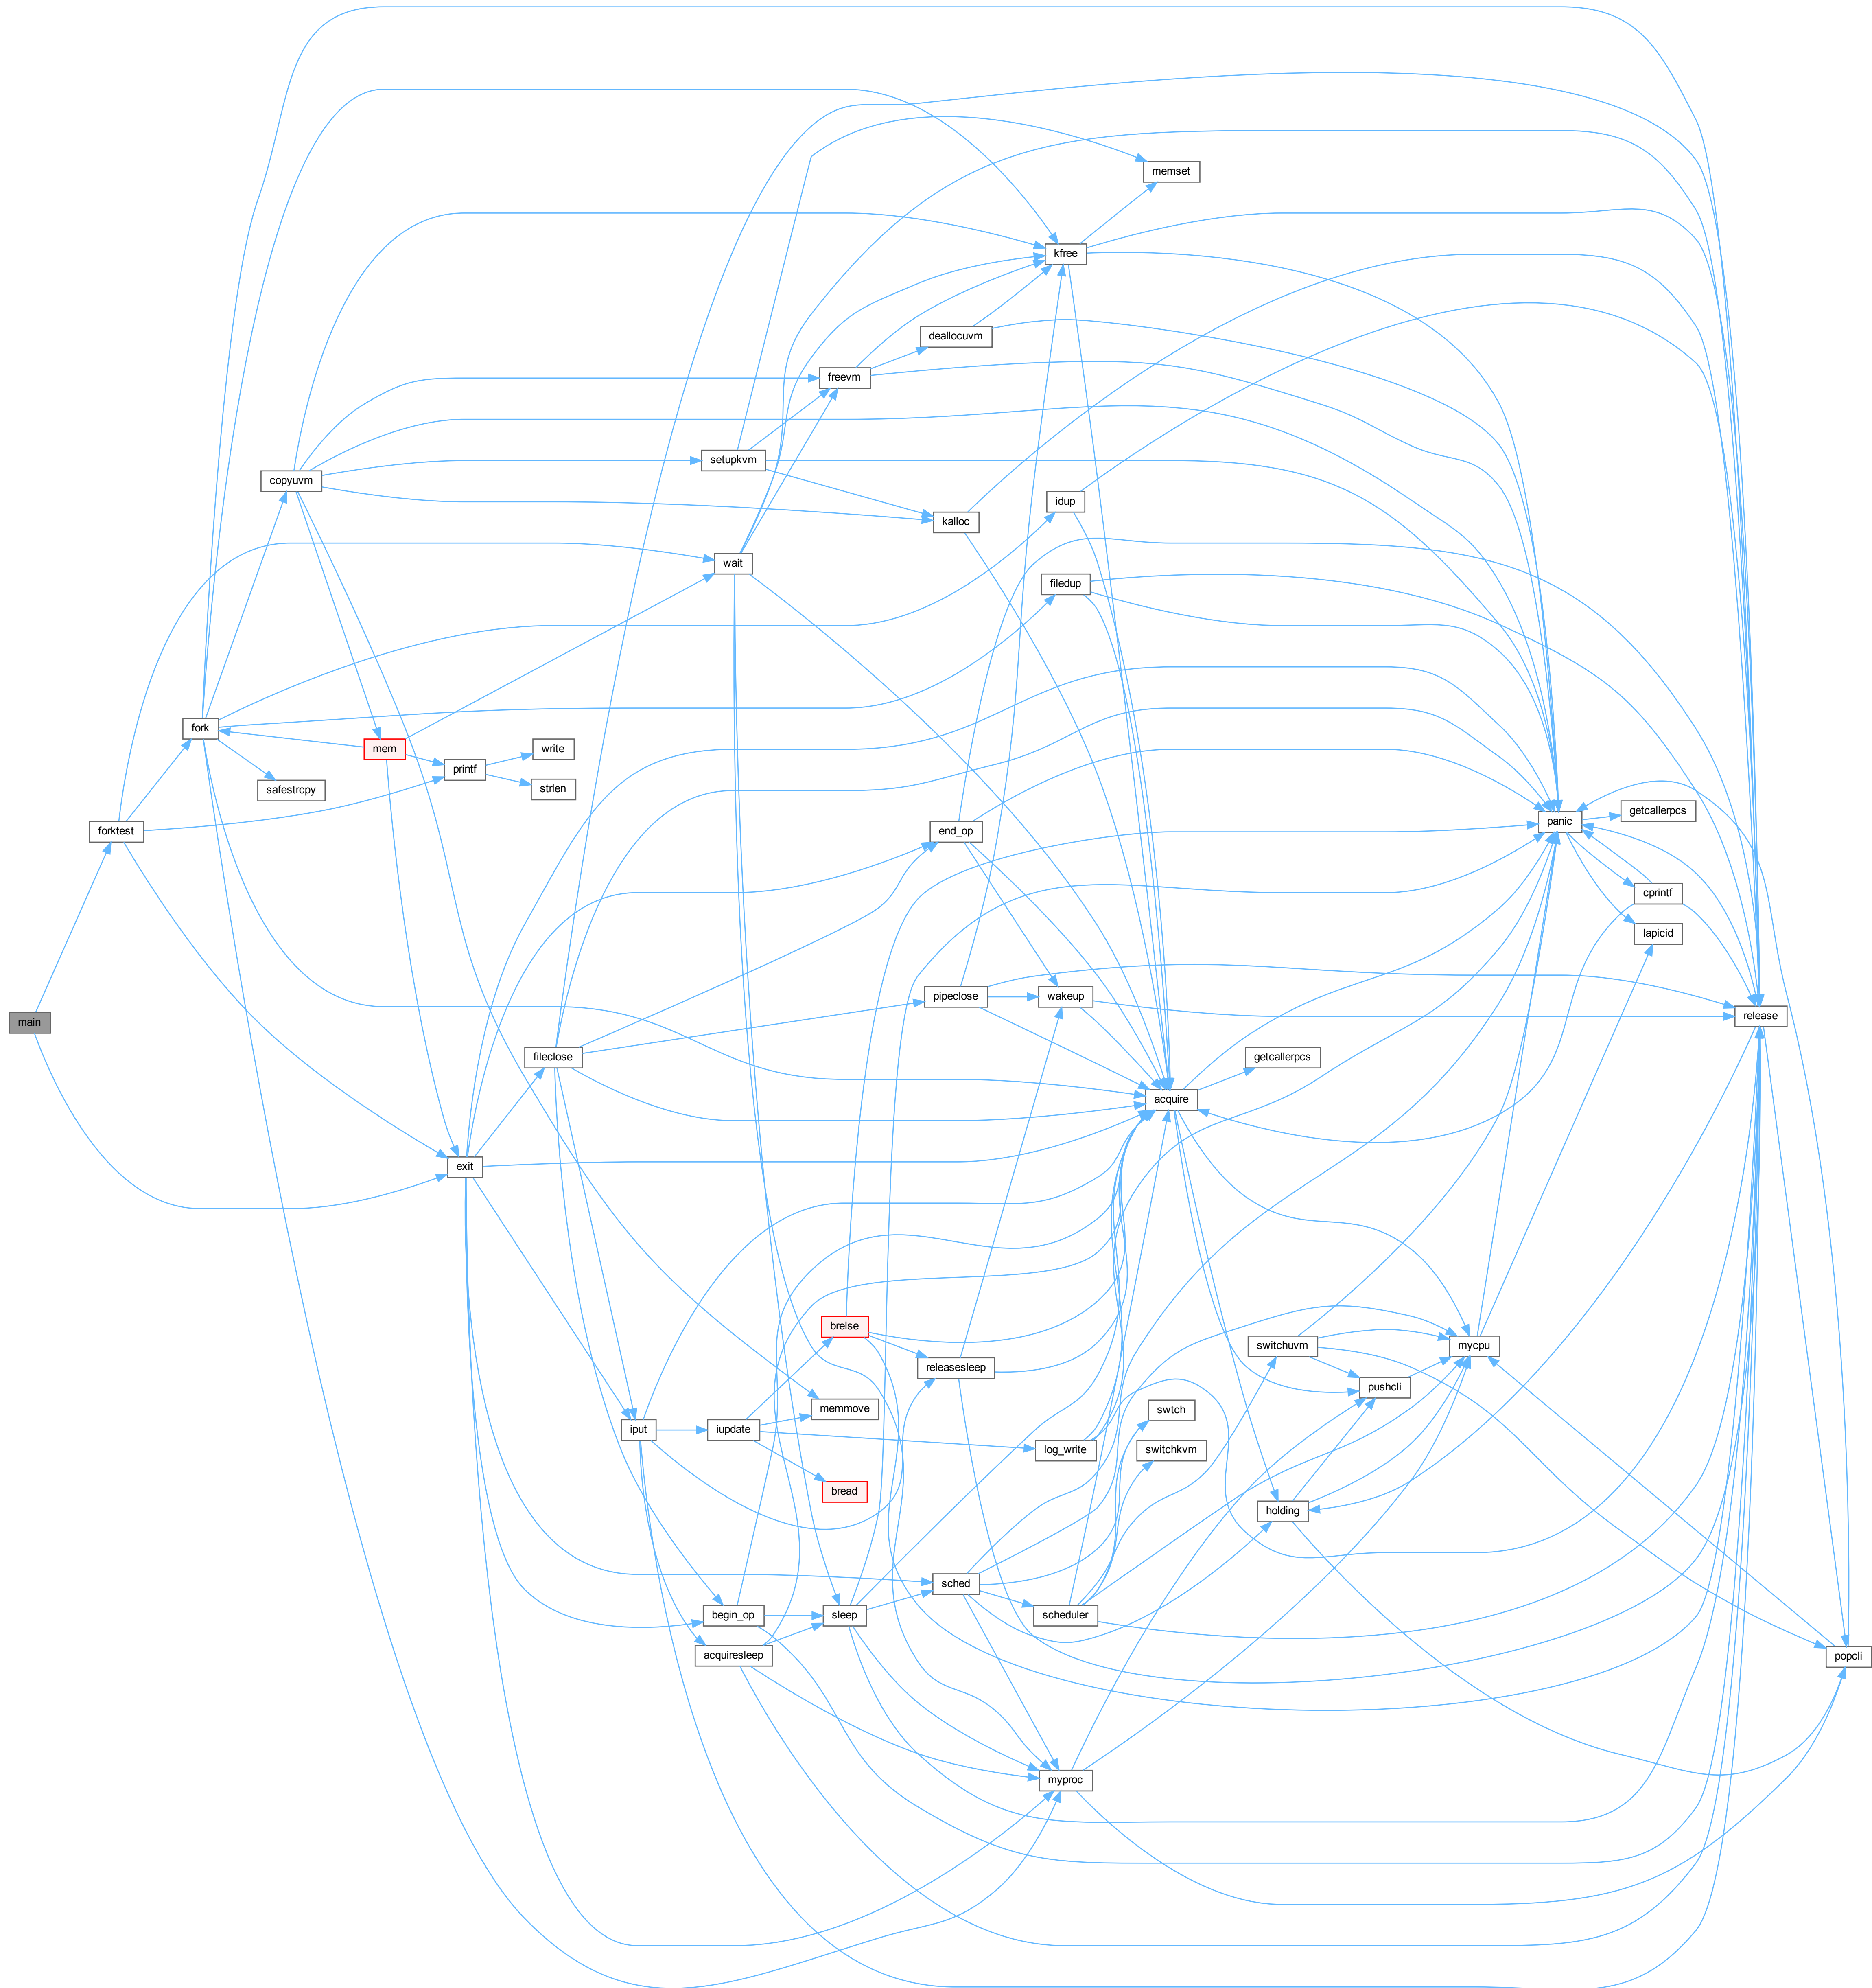 memset
kfree
deallocuvm
freevm
setupkvm
copyuvm
idup
kalloc
wait
filedup
fork
mem
write
printf
strlen
safestrcpy
getcallerpcs
panic
forktest
end_op
cprintf
lapicid
pipeclose
wakeup
release
main
fileclose
getcallerpcs
acquire
exit
brelse
switchuvm
mycpu
releasesleep
pushcli
memmove
swtch
iput
iupdate
log_write
switchkvm
bread
holding
sched
begin_op
sleep
scheduler
acquiresleep
popcli
myproc